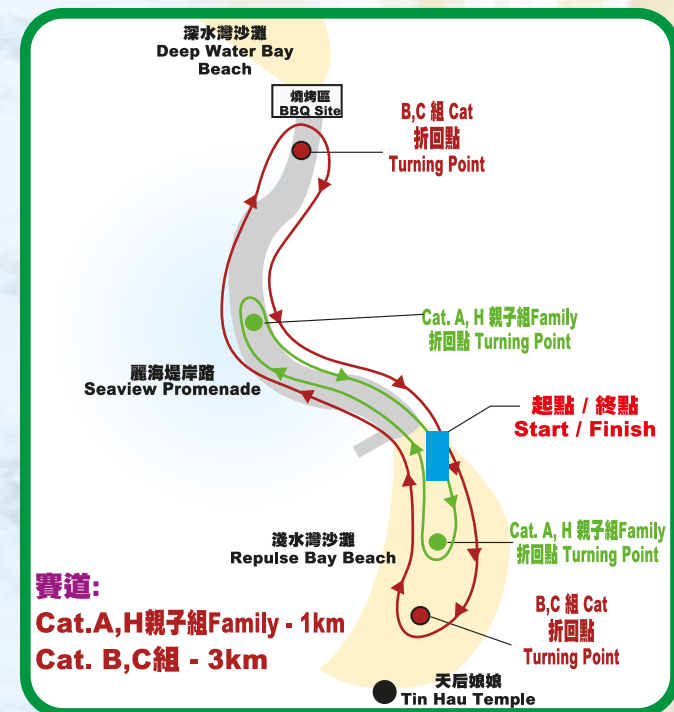 深水灣沙灘
Deep Water Bay
Beach
燒烤區
BBQ Site
B,C 組 Cat
折回點
Turning Point
Cat. A, H 親子組Family
折回點 Turning Point
麗海堤岸路
Seaview Promenade
起點 / 終點
Start / Finish
淺水灣沙灘
Repulse Bay Beach
Cat. A, H 親子組Family
折回點 Turning Point
賽道:
Cat.A,H親子組Family - 1km
Cat. B,C組 - 3km
B,C 組 Cat
折回點
Turning Point
天后娘娘
Tin Hau Temple